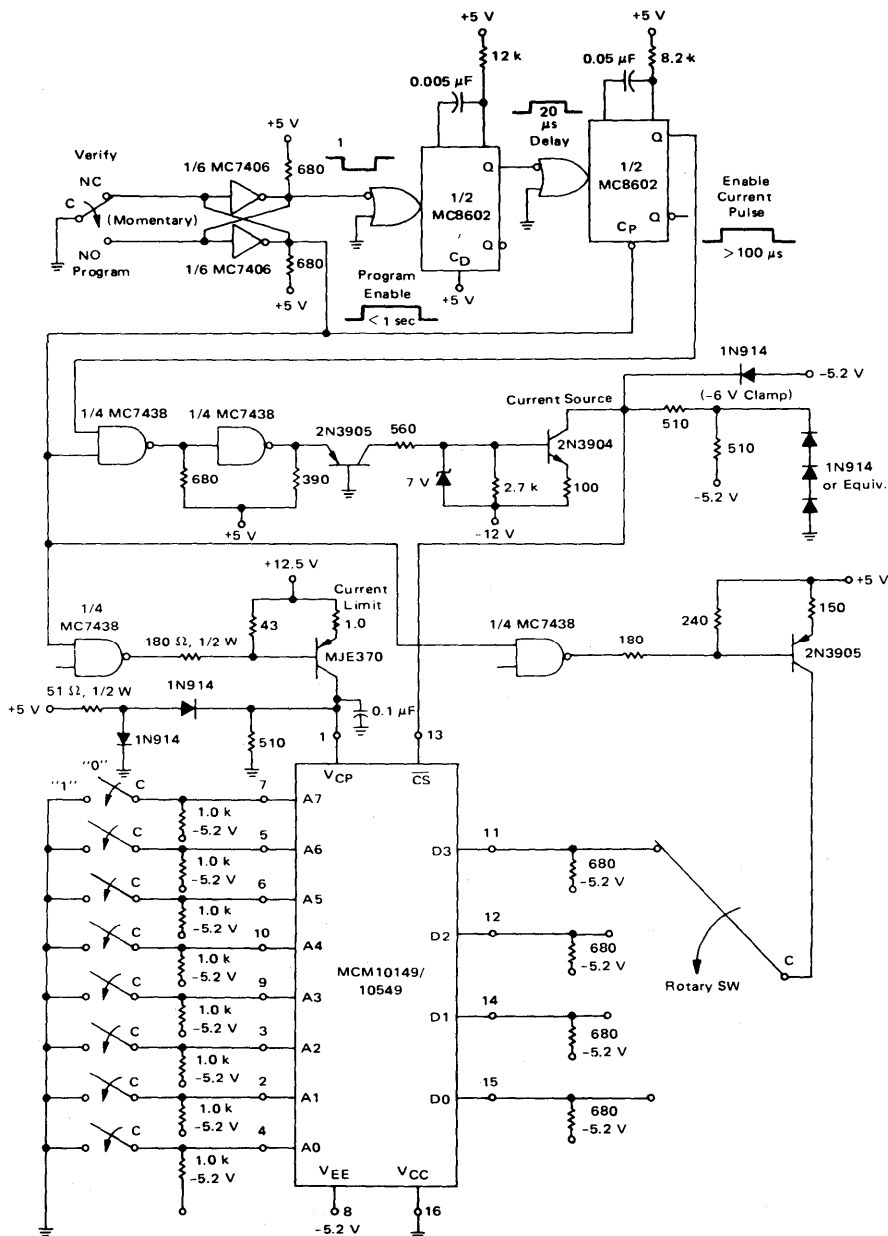 +5 V
+5 V
12 k
0.05 µF
8.2 k
0.005 µF
20
µs
Delay
+5 V
1
Q
Q
Verify
1/6 MC7406
680
1/2
MC8602
1/2
MC8602
Enable
Current
Pulse
NC
C
(Momentary)
Q
Q
CP
NO
Program
1/6 MC7406
680
CD
> 100 µs
+5 V
Program
Enable
< 1 sec
+5 V
1N914
-5.2 V
(-6 V Clamp)
Current Source
1/4 MC7438
1/4 MC7438
2N3905
560
2N3904
510
510
680
390
7 V
2.7 k
100
-5.2 V
1N914
or Equiv.
+5 V
-12 V
+12.5 V
+5 V
1/4
MC7438
Current
Limit
43
1.0
1/4 MC7438
240
150
180 Ω, 1/2 W
MJE370
180
2N3905
51 Ω, 1/2 W
1N914
+5 V
0.1 µF
1N914
510
1
13
VCP
CS
"0"
"1"
C
7
A7
1.0 k
-5.2 V
C
5
A6
1.0 k
-5.2 V
11
D3
680
-5.2 V
C
6
A5
1.0 k
-5.2 V
12
D2
680
-5.2 V
C
10
A4
1.0 k
-5.2 V
MCM10149/
10549
C
Rotary SW
C
9
A3
1.0 k
-5.2 V
14
D1
680
-5.2 V
C
3
A2
1.0 k
-5.2 V
C
2
A1
1.0 k
-5.2 V
15
D0
680
-5.2 V
C
4
A0
1.0 k
-5.2 V
VEE
VCC
8
-5.2 V
16